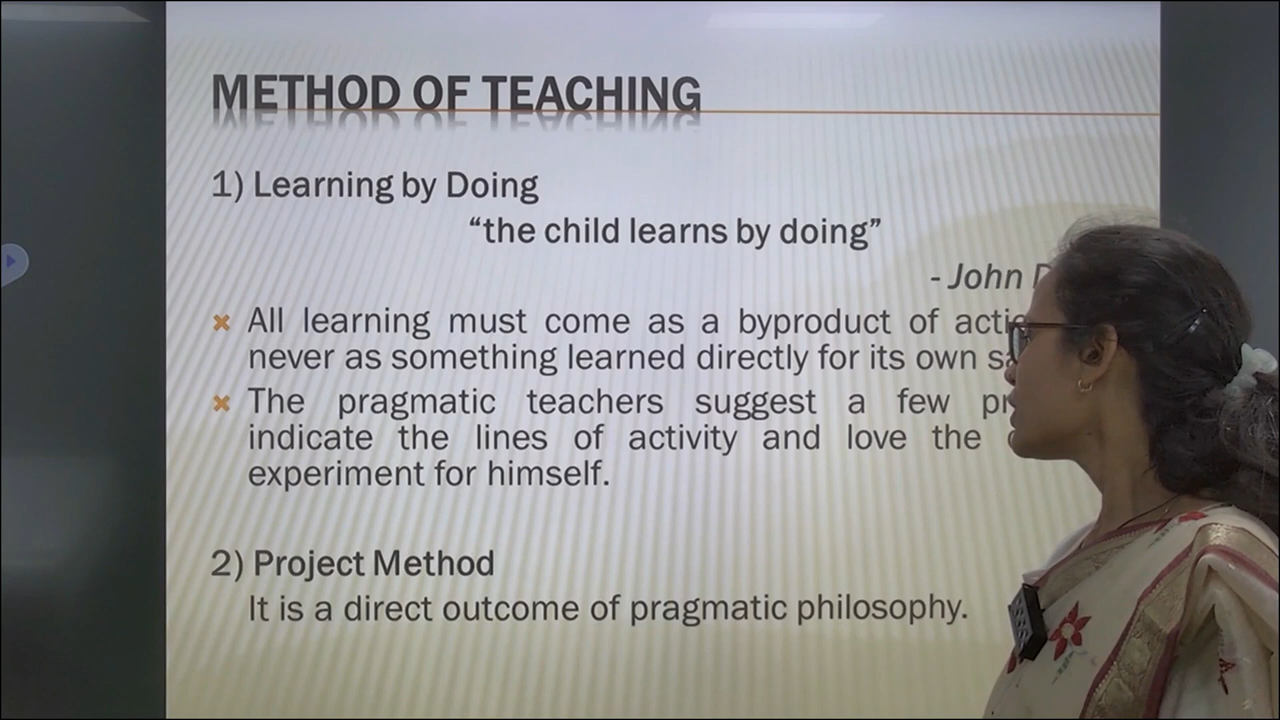 METHOD OF TEACHING
1) Learning by Doing
“the child learns by doing”
- John
All learning must come as a byproduct of
never as something learned directly for its own
The pragmatic teachers suggest a few
indicate the lines of activity and love the
experiment for himself.
2) Project Method
It is a direct outcome of pragmatic philosophy.